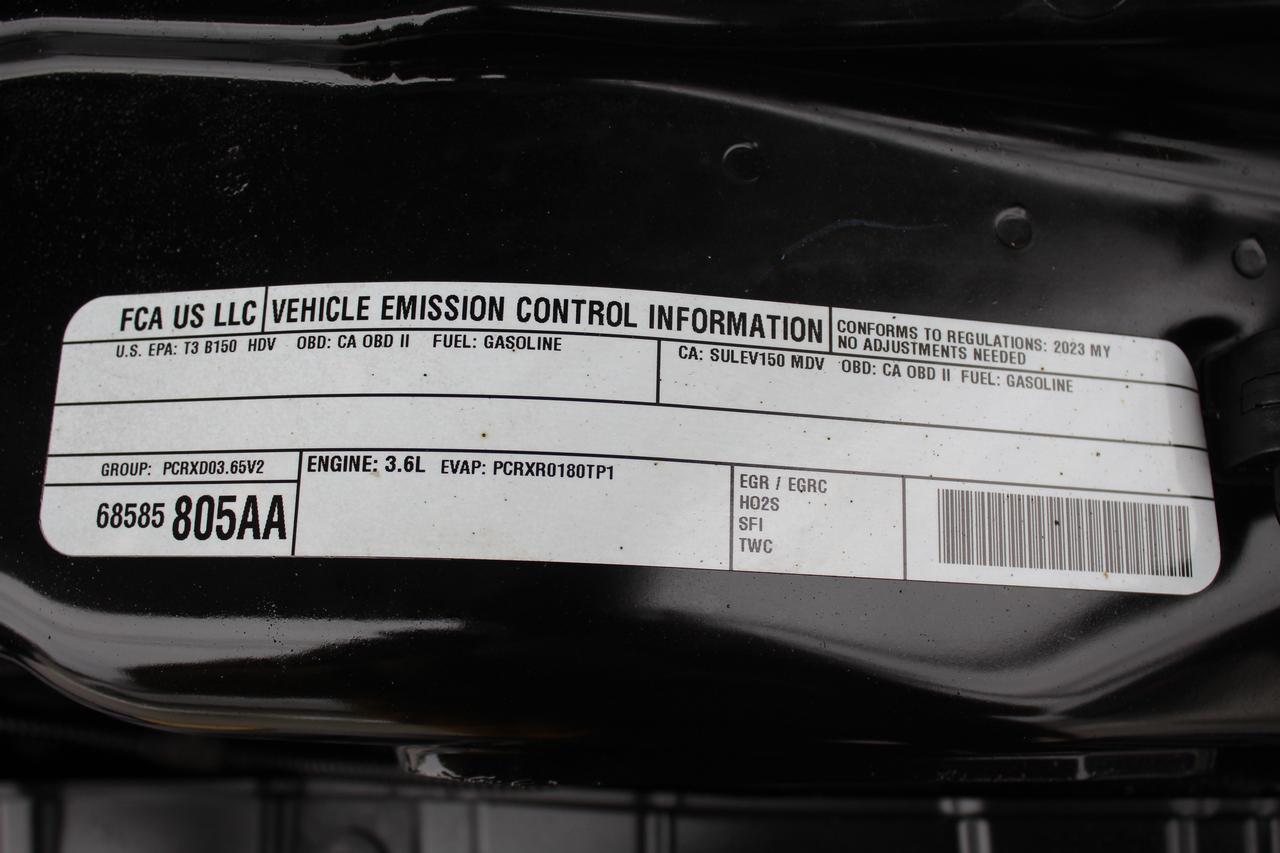 FCA US LLC VEHICLE EMISSION CONTROL INFORMATION
CONFORMS TO REGULATIONS: 2023 MY
NO ADJUSTMENTS NEEDED
U.S. EPA: T3 B150 HDV OBD: CA OBD II FUEL: GASOLINE
CA: SULEV150 MDV OBD: CA OBD II FUEL: GASOLINE
GROUP: PCRXD03.65V2
68585 805AA
ENGINE: 3.6L EVAP: PCRXR0180TP1
EGR / EGRC
HO2S
SFI
TWC